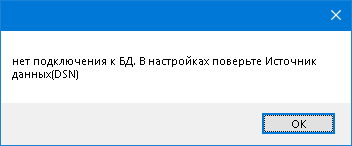 нет подключения к БД. В настройках поверьте Источник
данных(DSN)
OK